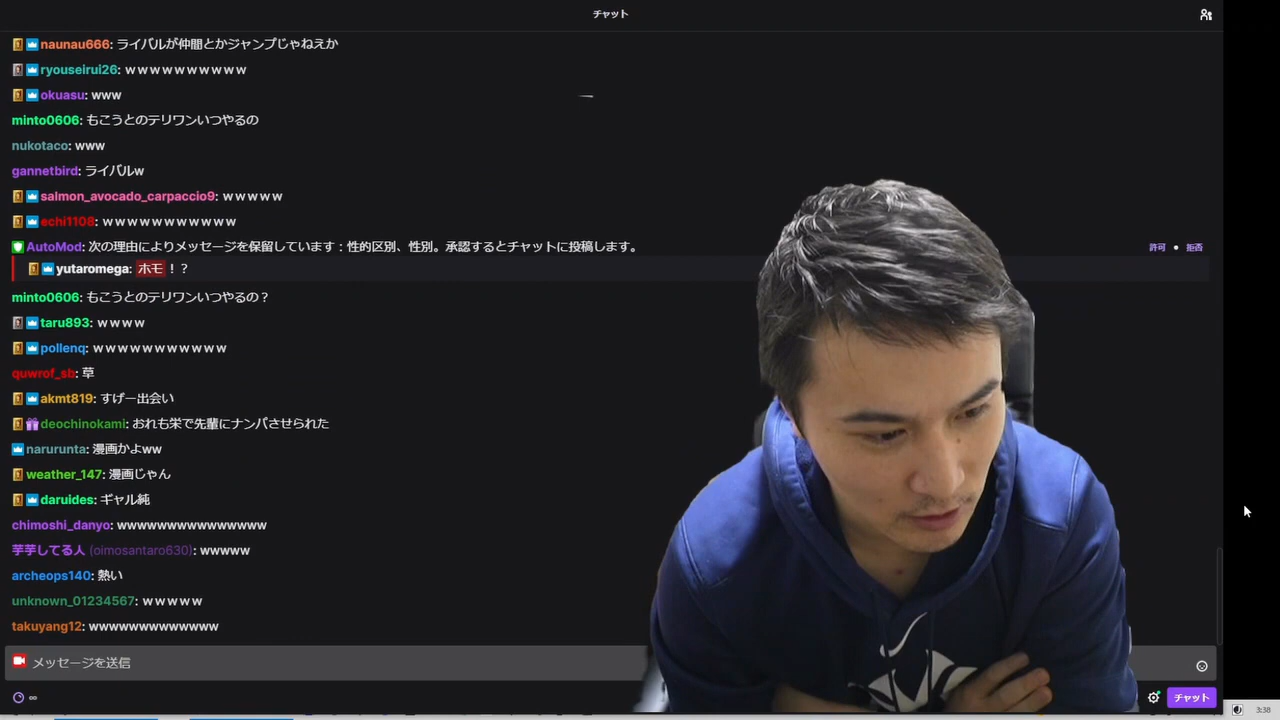 チャット
naunau666: ライバルが仲間とかジャンプじゃねえか
ryouseirui26: ｗｗｗｗｗｗｗｗｗｗ
okuasu: www
minto0606: もこうとのテリワンいつやるの
nukotaco: www
gannetbird: ライバルw
salmon_avocado_carpaccio9: ｗｗｗｗｗ
echi1108: ｗｗｗｗｗｗｗｗｗｗｗ
AutoMod: 次の理由によりメッセージを保留しています：性的区別、性別。承認するとチャットに投稿します。 許可 ● 拒否
yutaromega: ホモ！？
minto0606: もこうとのテリワンいつやるの？
taru893: ｗｗｗｗ
pollenq: ｗｗｗｗｗｗｗｗｗｗｗ
quwrof_sb: 草
akmt819: すげー出会い
deochinokami: おれも栄で先輩にナンパさせられた
narurunta: 漫画かよww
weather_147: 漫画じゃん
daruides: ギャル純
chimoshi_danyo: wwwwwwwwwwwwwww
芋芋してる人 (oimosantaro630): wwwww
archeops140: 熱い
unknown_01234567: ｗｗｗｗｗ
takuyang12: wwwwwwwwwwwww
メッセージを送信
∞
チャット
3:38